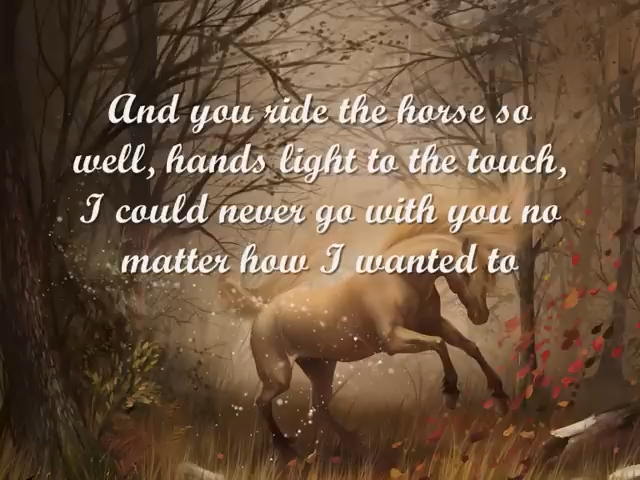 And you ride the horse so
well, hands light to the touch,
I could never go with you no
matter how I wanted to